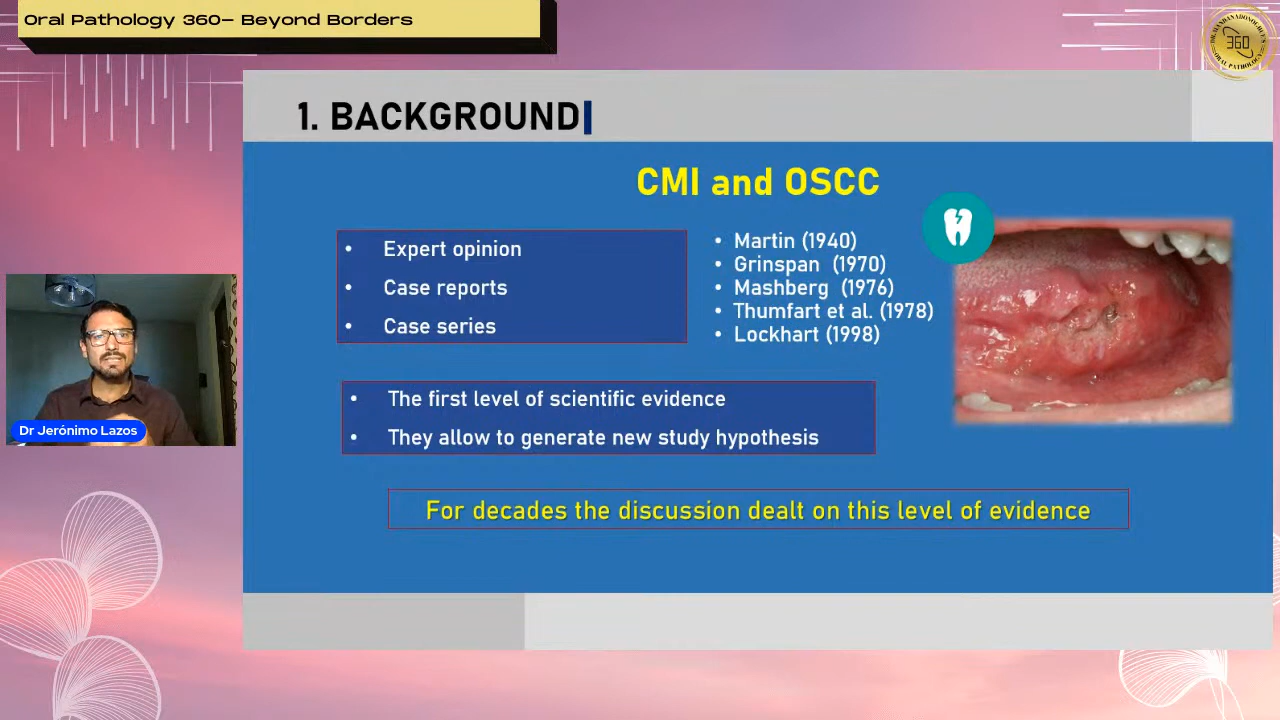 Oral Pathology 360– Beyond Borders
360
ORAL PATHOLOGY
1. BACKGROUND
CMI and OSCC
• Expert opinion
• Case reports
• Case series
• Martin (1940)
• Grinspan (1970)
• Mashberg (1976)
• Thumfart et al. (1978)
• Lockhart (1998)
• The first level of scientific evidence
• They allow to generate new study hypothesis
For decades the discussion dealt on this level of evidence
Dr Jerónimo Lazos